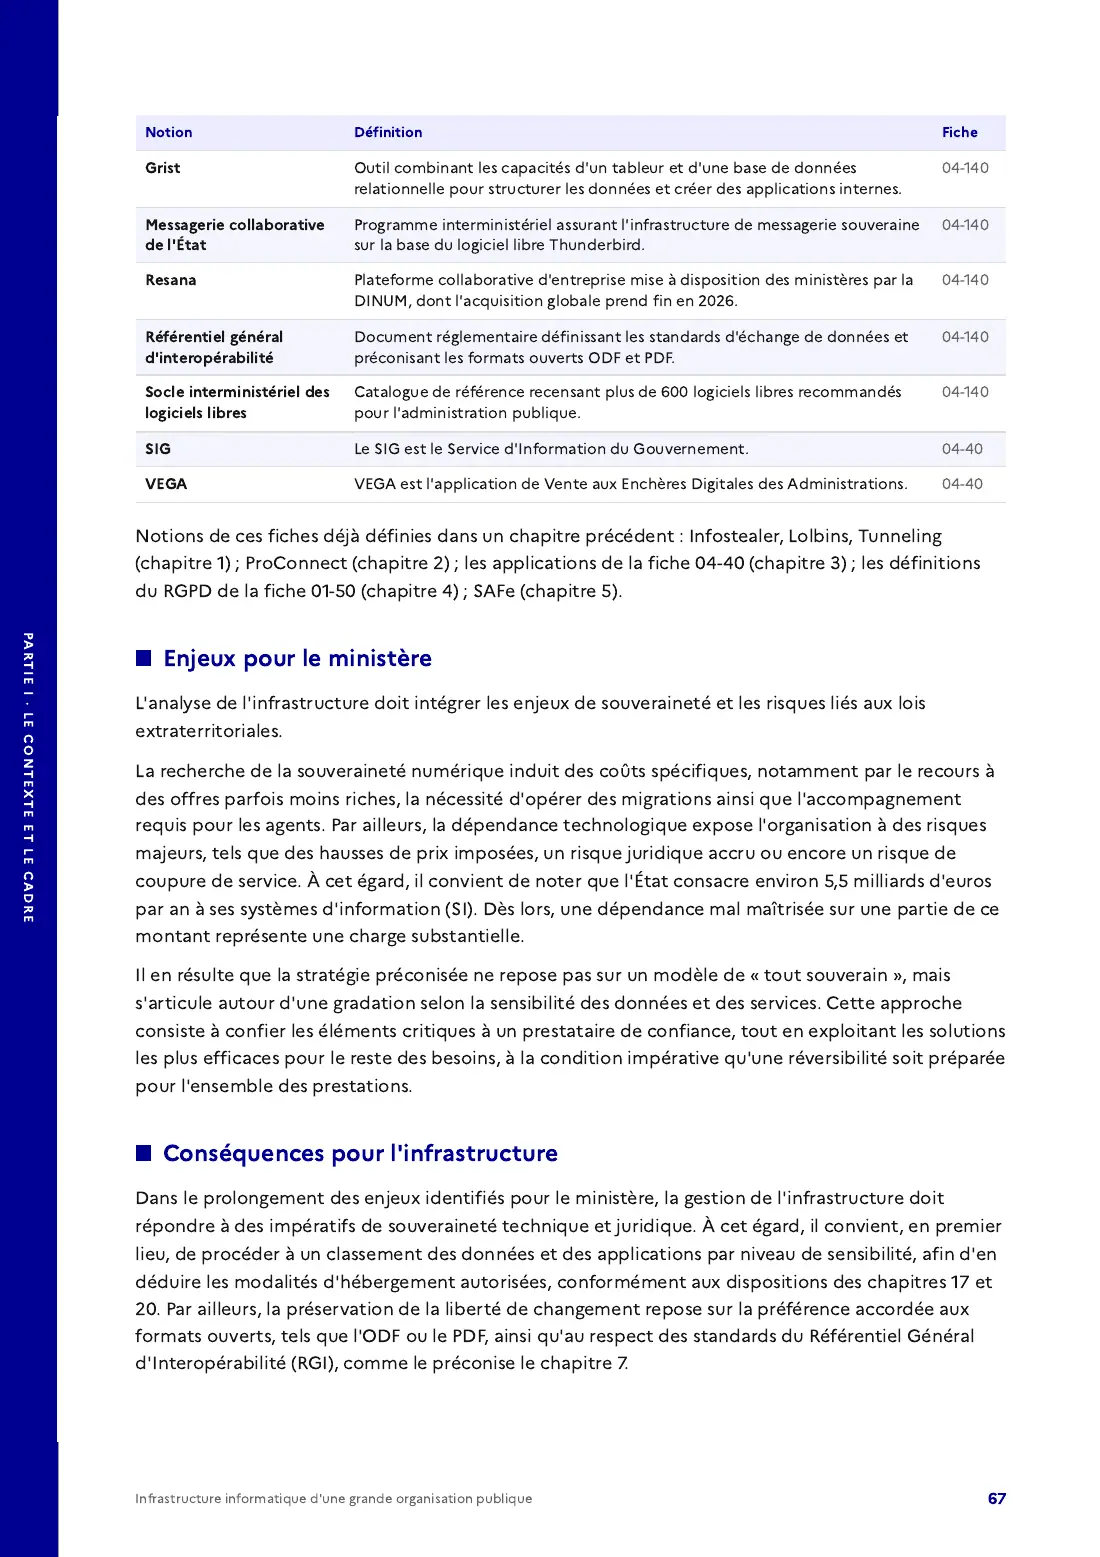 Notion Définition Fiche
Grist Outil combinant les capacités d'un tableur et d'une base de données 04-140
relationnelle pour structurer les données et créer des applications internes.
Messagerie collaborative Programme interministériel assurant l'infrastructure de messagerie souveraine 04-140
de l'État sur la base du logiciel libre Thunderbird.
Resana Plateforme collaborative d'entreprise mise à disposition des ministères par la 04-140
DINUM, dont l'acquisition globale prend fin en 2026.
Référentiel général Document réglementaire définissant les standards d'échange de données et 04-140
d'interopérabilité préconisant les formats ouverts ODF et PDF.
Socle interministériel des Catalogue de référence recensant plus de 600 logiciels libres recommandés 04-140
logiciels libres pour l'administration publique.
SIG Le SIG est le Service d'Information du Gouvernement. 04-40
VEGA VEGA est l'application de Vente aux Enchères Digitales des Administrations. 04-40
Notions de ces fiches déjà définies dans un chapitre précédent : Infostealer, Lolbins, Tunneling
(chapitre 1) ; ProConnect (chapitre 2) ; les applications de la fiche 04-40 (chapitre 3) ; les définitions
du RGPD de la fiche 01-50 (chapitre 4) ; SAFe (chapitre 5).
Enjeux pour le ministère
L'analyse de l'infrastructure doit intégrer les enjeux de souveraineté et les risques liés aux lois
extraterritoriales.
La recherche de la souveraineté numérique induit des coûts spécifiques, notamment par le recours à
des offres parfois moins riches, la nécessité d'opérer des migrations ainsi que l'accompagnement
requis pour les agents. Par ailleurs, la dépendance technologique expose l'organisation à des risques
majeurs, tels que des hausses de prix imposées, un risque juridique accru ou encore un risque de
coupure de service. À cet égard, il convient de noter que l'État consacre environ 5,5 milliards d'euros
par an à ses systèmes d'information (SI). Dès lors, une dépendance mal maîtrisée sur une partie de ce
montant représente une charge substantielle.
Il en résulte que la stratégie préconisée ne repose pas sur un modèle de « tout souverain », mais
s'articule autour d'une gradation selon la sensibilité des données et des services. Cette approche
consiste à confier les éléments critiques à un prestataire de confiance, tout en exploitant les solutions
les plus efficaces pour le reste des besoins, à la condition impérative qu'une réversibilité soit préparée
pour l'ensemble des prestations.
Conséquences pour l'infrastructure
Dans le prolongement des enjeux identifiés pour le ministère, la gestion de l'infrastructure doit
répondre à des impératifs de souveraineté technique et juridique. À cet égard, il convient, en premier
lieu, de procéder à un classement des données et des applications par niveau de sensibilité, afin d'en
déduire les modalités d'hébergement autorisées, conformément aux dispositions des chapitres 17 et
20. Par ailleurs, la préservation de la liberté de changement repose sur la préférence accordée aux
formats ouverts, tels que l'ODF ou le PDF, ainsi qu'au respect des standards du Référentiel Général
d'Interopérabilité (RGI), comme le préconise le chapitre 7.
PARTIE I · LE CONTEXTE ET LE CADRE
Infrastructure informatique d'une grande organisation publique 67